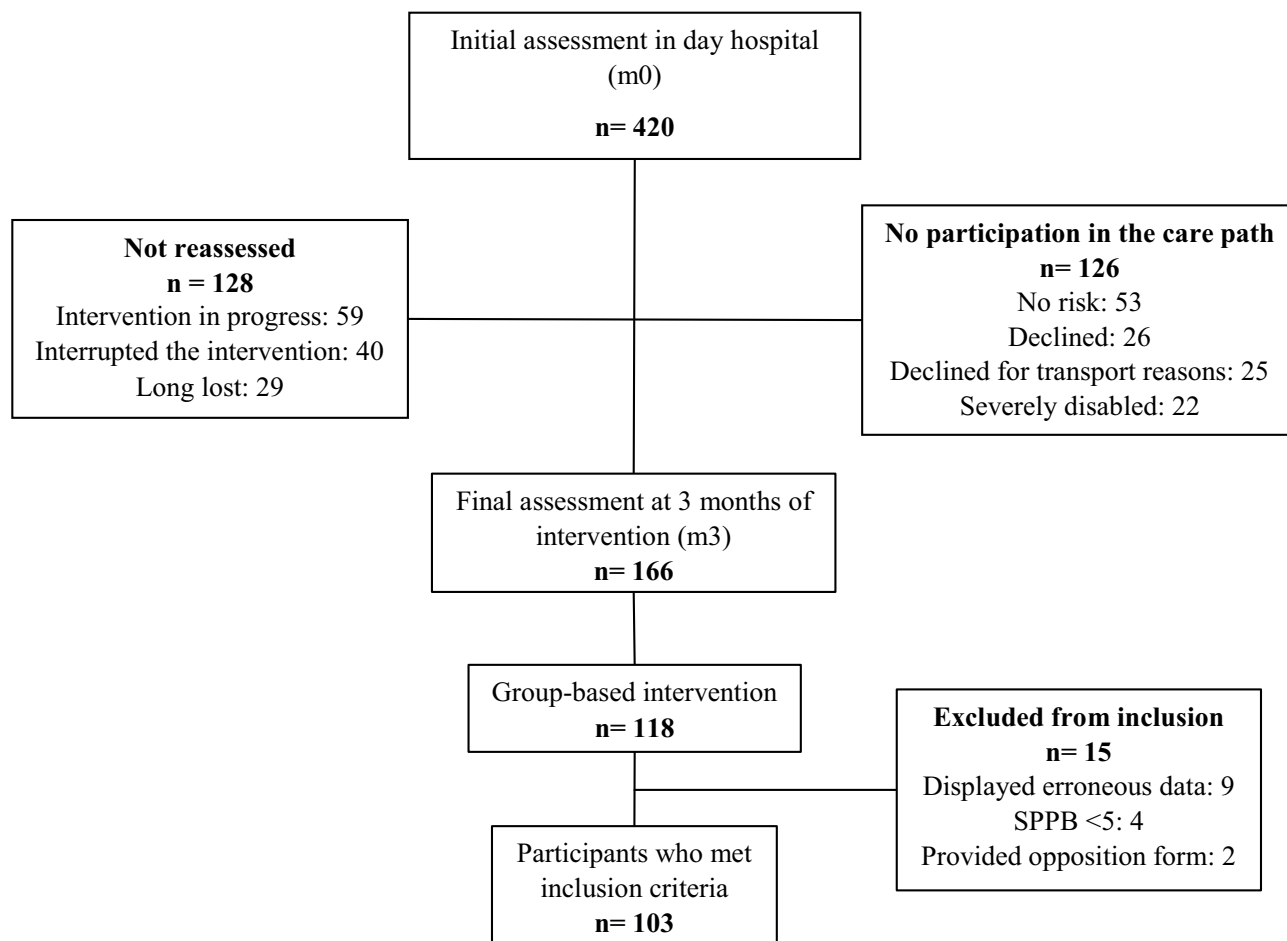 Initial assessment in day hospital
(m0)
n= 420
Not reassessed
n = 128
Intervention in progress: 59
Interrupted the intervention: 40
Long lost: 29
No participation in the care path
n= 126
No risk: 53
Declined: 26
Declined for transport reasons: 25
Severely disabled: 22
Final assessment at 3 months of
intervention (m3)
n= 166
Group-based intervention
n= 118
Excluded from inclusion
n= 15
Displayed erroneous data: 9
SPPB <5: 4
Provided opposition form: 2
Participants who met
inclusion criteria
n= 103